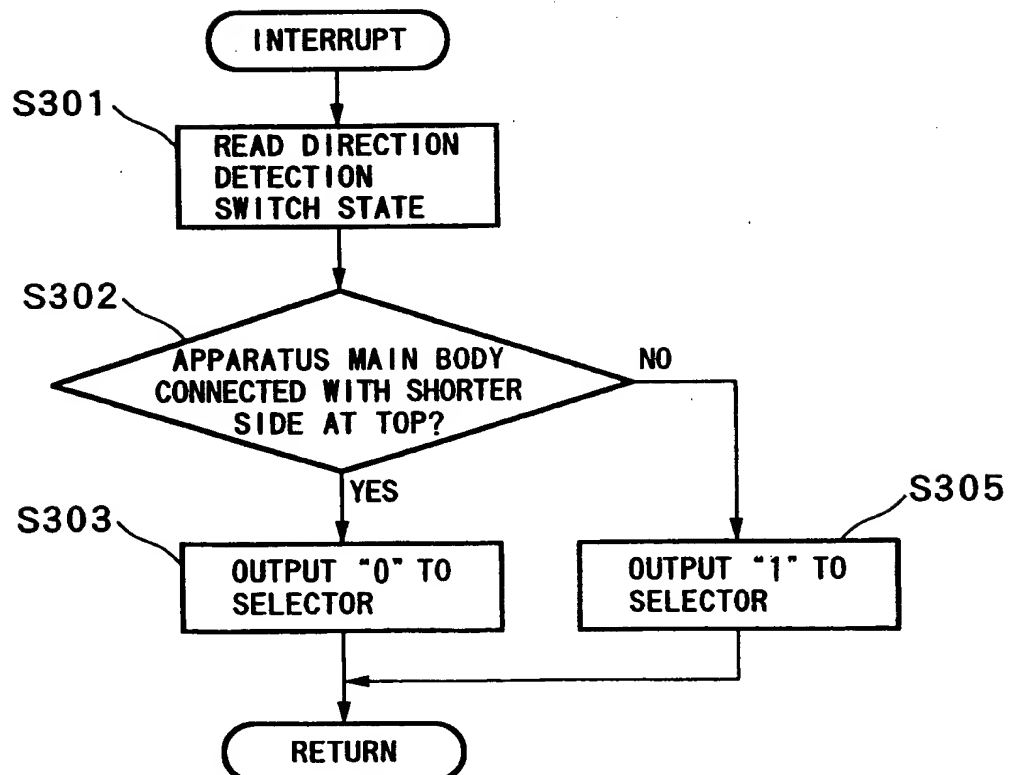 INTERRUPT
S301
READ DIRECTION
DETECTION
SWITCH STATE
S302
APPARATUS MAIN BODY
CONNECTED WITH SHORTER
SIDE AT TOP?
NO
YES
S303
OUTPUT "0" TO
SELECTOR
S305
OUTPUT "1" TO
SELECTOR
RETURN